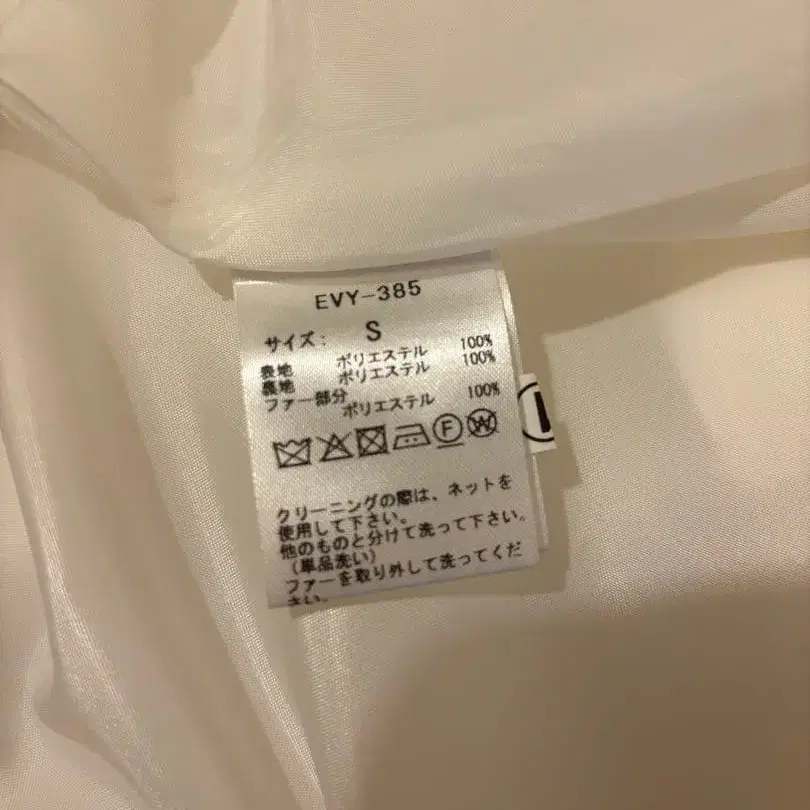 EVY-385
サイズ: S
表地 ポリエステル 100%
裏地 ポリエステル 100%
ファー部分
ポリエステル 100%
F W
クリーニングの際は、ネットを
使用して下さい。
他のものと分けて洗って下さい。
(単品洗い)
ファーを取り外して洗ってくだ
さい。